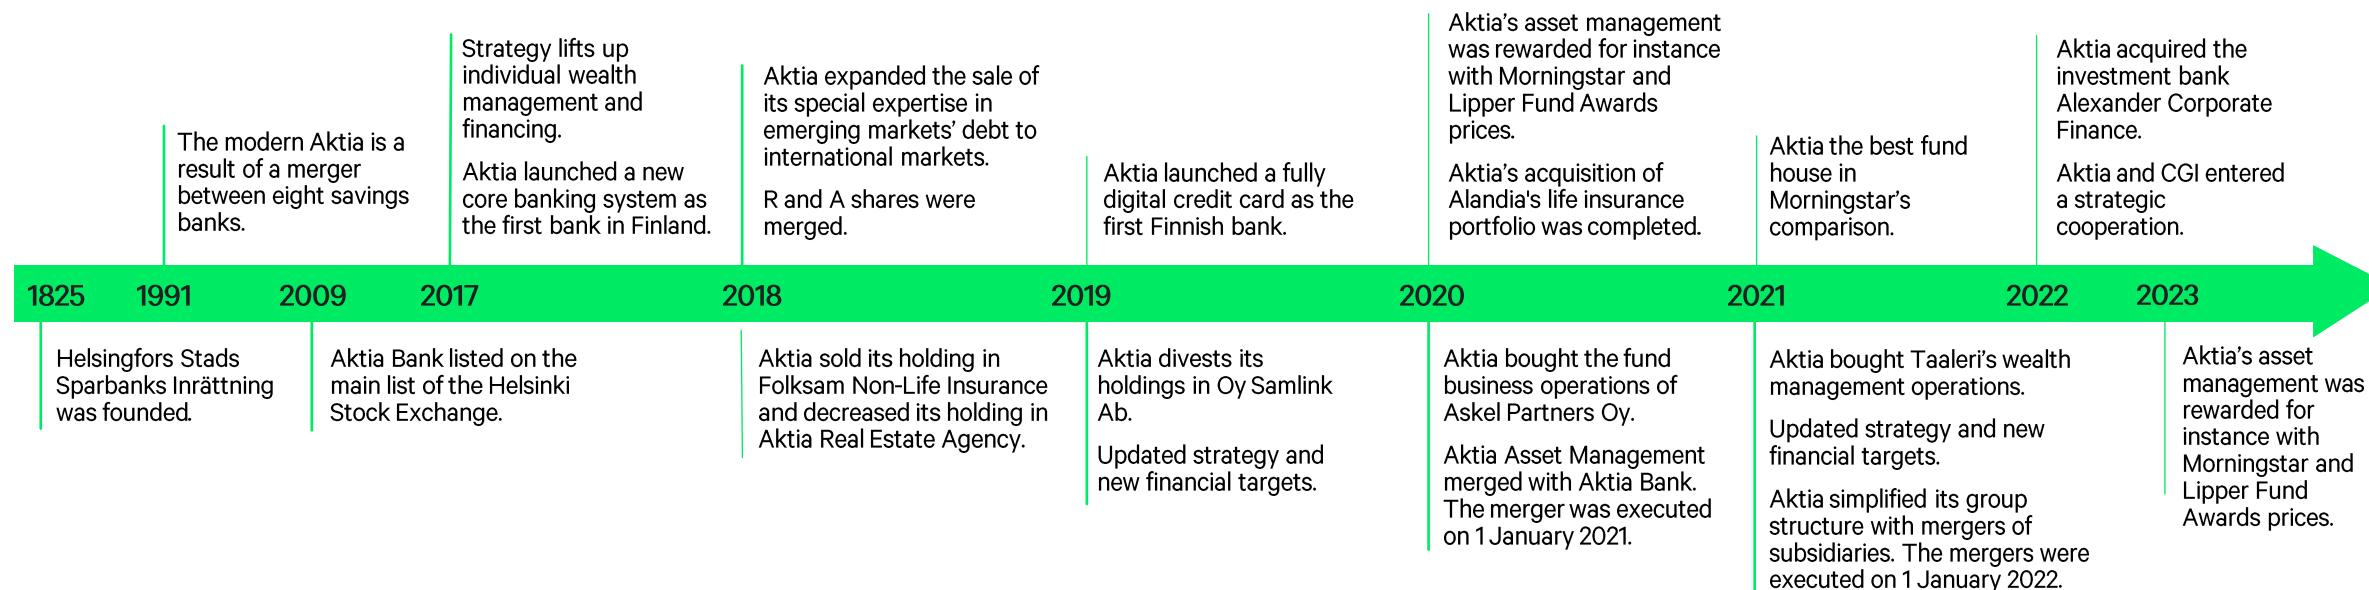 Strategy lifts up
individual wealth
management and
financing.
Aktia launched a new
core banking system as
the first bank in Finland.
The modern Aktia is a
result of a merger
between eight savings
banks.
Aktia expanded the sale of
its special expertise in
emerging markets’ debt to
international markets.
R and A shares were
merged.
Aktia launched a fully
digital credit card as the
first Finnish bank.
Aktia’s asset management
was rewarded for instance
with Morningstar and
Lipper Fund Awards
prices.
Aktia’s acquisition of
Alandia's life insurance
portfolio was completed.
Aktia the best fund
house in
Morningstar’s
comparison.
Aktia acquired the
investment bank
Alexander Corporate
Finance.
Aktia and CGI entered
a strategic
cooperation.
1825 1991 2009 2017 2018 2019 2020 2021 2022 2023
Helsingfors Stads
Sparbanks Inrättning
was founded.
Aktia Bank listed on the
main list of the Helsinki
Stock Exchange.
Aktia sold its holding in
Folksam Non-Life Insurance
and decreased its holding in
Aktia Real Estate Agency.
Aktia divests its
holdings in Oy Samlink
Ab.
Updated strategy and
new financial targets.
Aktia bought the fund
business operations of
Askel Partners Oy.
Aktia Asset Management
merged with Aktia Bank.
The merger was executed
on 1 January 2021.
Aktia bought Taaleri’s wealth
management operations.
Updated strategy and new
financial targets.
Aktia simplified its group
structure with mergers of
subsidiaries. The mergers were
executed on 1 January 2022.
Aktia’s asset
management was
rewarded for
instance with
Morningstar and
Lipper Fund
Awards prices.